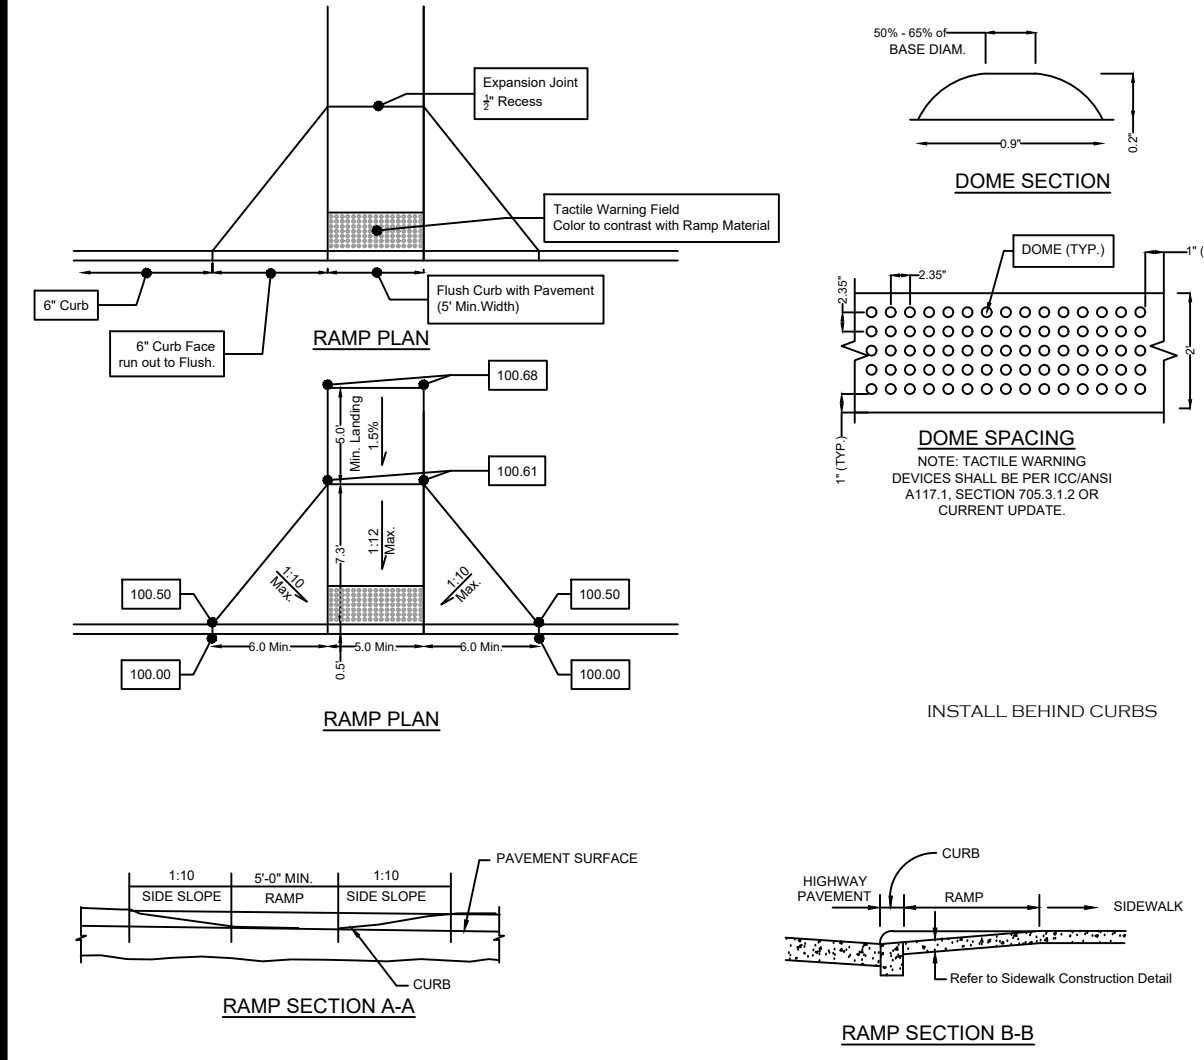 Expansion Joint
½" Recess
Tactile Warning Field
Color to contrast with Ramp Material
6" Curb
6" Curb Face
run out to Flush.
Flush Curb with Pavement
(5' Min.Width)
RAMP PLAN
50% - 65% of
BASE DIAM.
0.9"
0.2"
DOME SECTION
DOME (TYP.)
2.35"
2.35"
1" (
2'
1" (TYP.)
DOME SPACING
NOTE: TACTILE WARNING
DEVICES SHALL BE PER ICC/ANSI
A117.1, SECTION 705.3.1.2 OR
CURRENT UPDATE.
100.68
5.0'
Min. Landing
1.5%
100.61
7.3'
1:12
Max.
1:10
Max.
1:10
Max.
100.50
100.50
6.0 Min.
5.0 Min.
6.0 Min.
0.5'
100.00
100.00
RAMP PLAN
INSTALL BEHIND CURBS
1:10
SIDE SLOPE
5'-0" MIN.
RAMP
1:10
SIDE SLOPE
PAVEMENT SURFACE
CURB
RAMP SECTION A-A
CURB
HIGHWAY
PAVEMENT
RAMP
SIDEWALK
Refer to Sidewalk Construction Detail
RAMP SECTION B-B